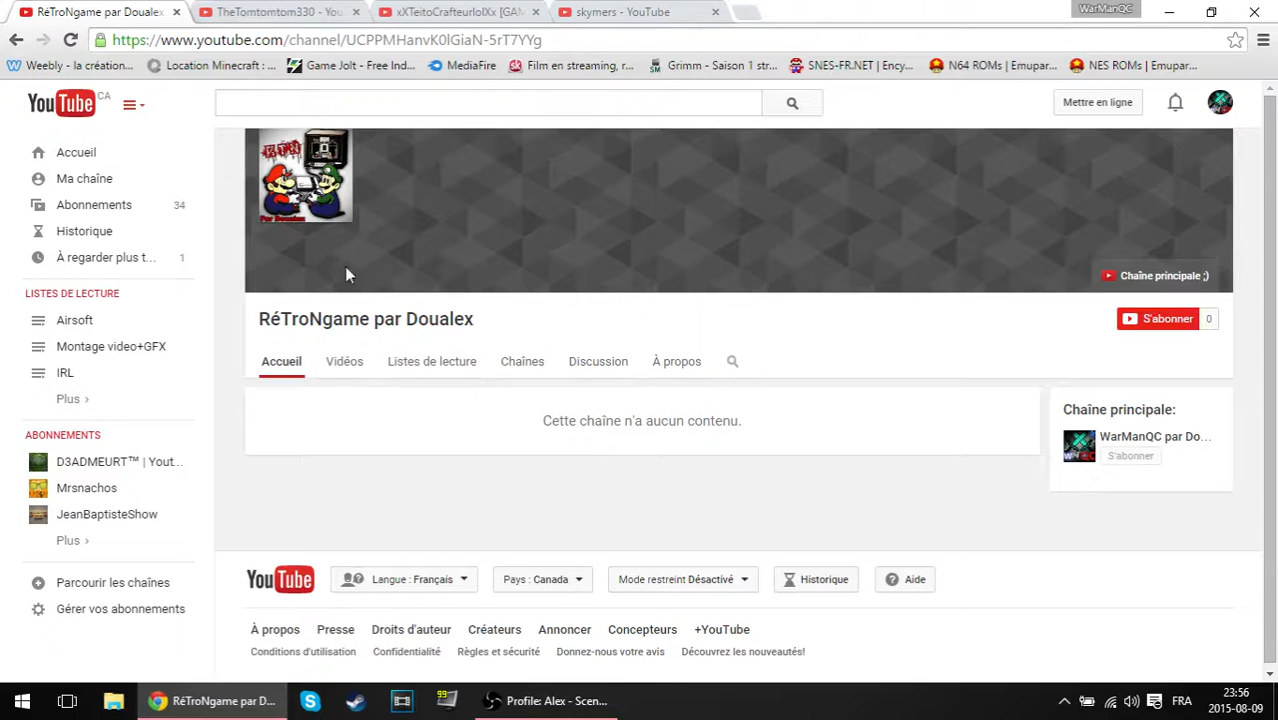 RéTroNgame par Doualex
TheTomtomtom330 - You
xXTeitoCrafteurlolXx [GAM
skymers - YouTube
WarManQC
https://www.youtube.com/channel/UCPPMHanvK0lGiaN-5rT7YYg
Weebly - la création...
Location Minecraft : ...
Game Jolt - Free Ind...
MediaFire
Film en streaming, r...
Grimm - Saison 1 str...
SNES-FR.NET | Ency...
N64 ROMs | Emupar...
NES ROMs | Emupar...
YouTube CA
Mettre en ligne
Accueil
Ma chaîne
Abonnements 34
Historique
À regarder plus t... 1
LISTES DE LECTURE
Airsoft
Montage video+GFX
IRL
Plus ›
ABONNEMENTS
D3ADMEURT™ | Yout...
Mrsnachos
JeanBaptisteShow
Plus ›
Parcourir les chaînes
Gérer vos abonnements
Par Doualex
Chaîne principale ;)
RéTroNgame par Doualex
S'abonner 0
Accueil Vidéos Listes de lecture Chaînes Discussion À propos
Cette chaîne n'a aucun contenu.
Chaîne principale:
WarManQC par Do...
S'abonner
YouTube
Langue : Français
Pays : Canada
Mode restreint Désactivé
Historique
Aide
À propos Presse Droits d'auteur Créateurs Annoncer Concepteurs +YouTube
Conditions d'utilisation Confidentialité Règles et sécurité Donnez-nous votre avis Découvrez les nouveautés!
RéTroNgame par D...
99
Profile: Alex - Scen...
FRA
23:56
2015-08-09